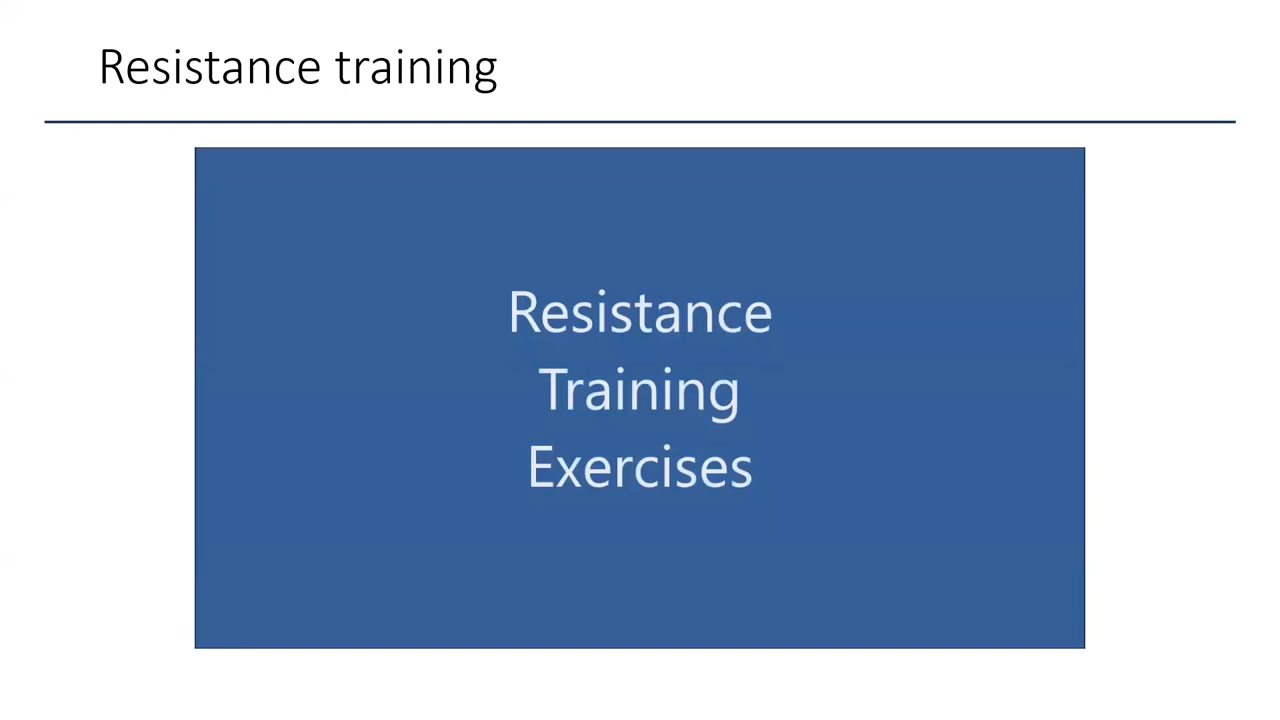 Resistance training
Resistance
Training
Exercises